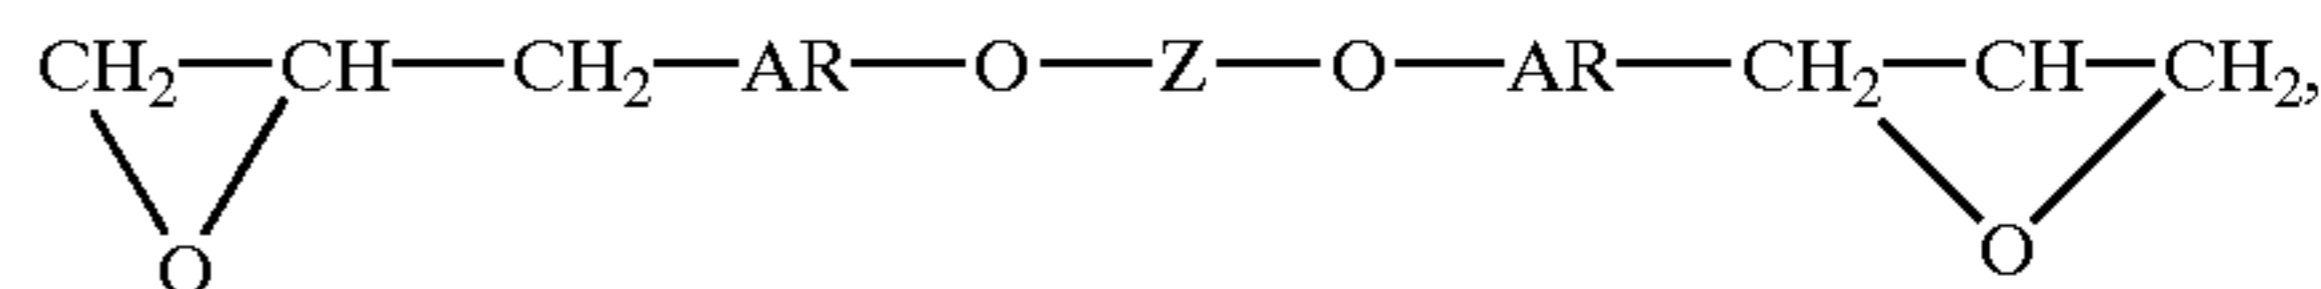 CH₂—CH—CH₂—AR—O—Z—O—AR—CH₂—CH—CH₂,
O O